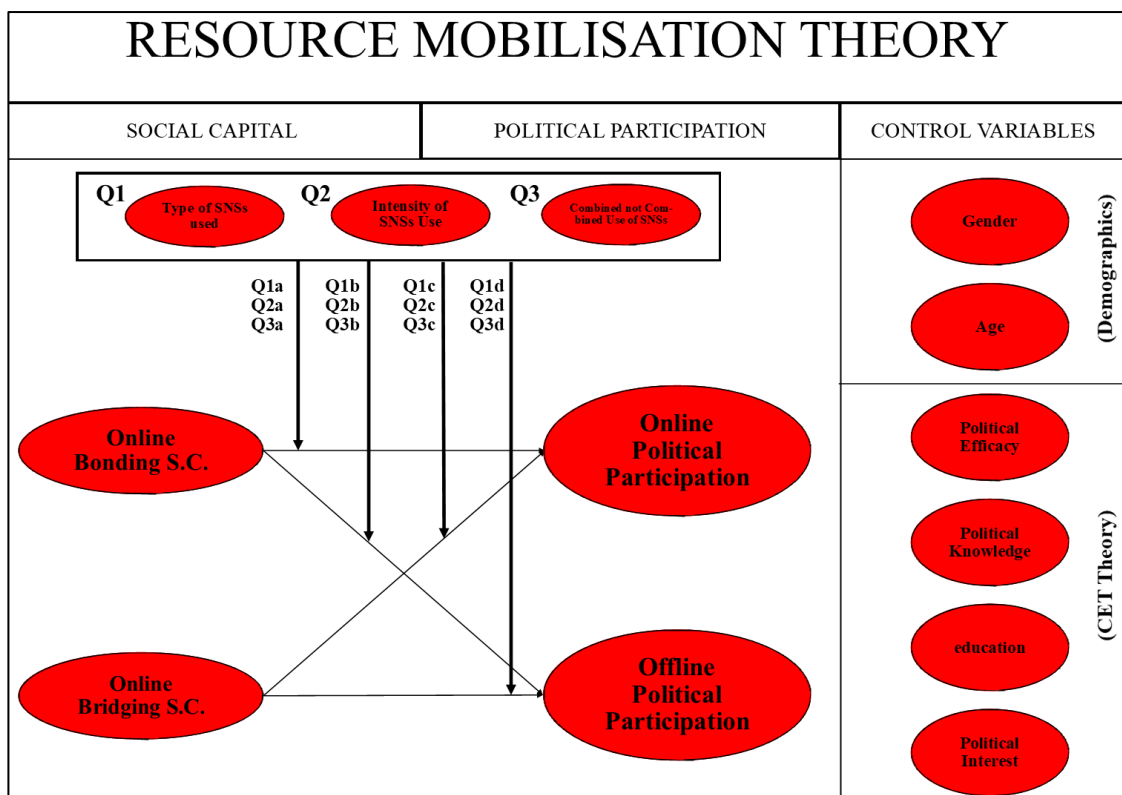 RESOURCE MOBILISATION THEORY
SOCIAL CAPITAL
POLITICAL PARTICIPATION
CONTROL VARIABLES
Q1
Type of SNSs
used
Q2
Intensity of
SNSs Use
Q3
Combined not Com-
bined Use of SNSs
Q1a
Q2a
Q3a
Q1b
Q2b
Q3b
Q1c
Q2c
Q3c
Q1d
Q2d
Q3d
Online
Bonding S.C.
Online
Political
Participation
Online
Bridging S.C.
Offline
Political
Participation
Gender
Age
(Demographics)
Political
Efficacy
Political
Knowledge
education
Political
Interest
(CET Theory)